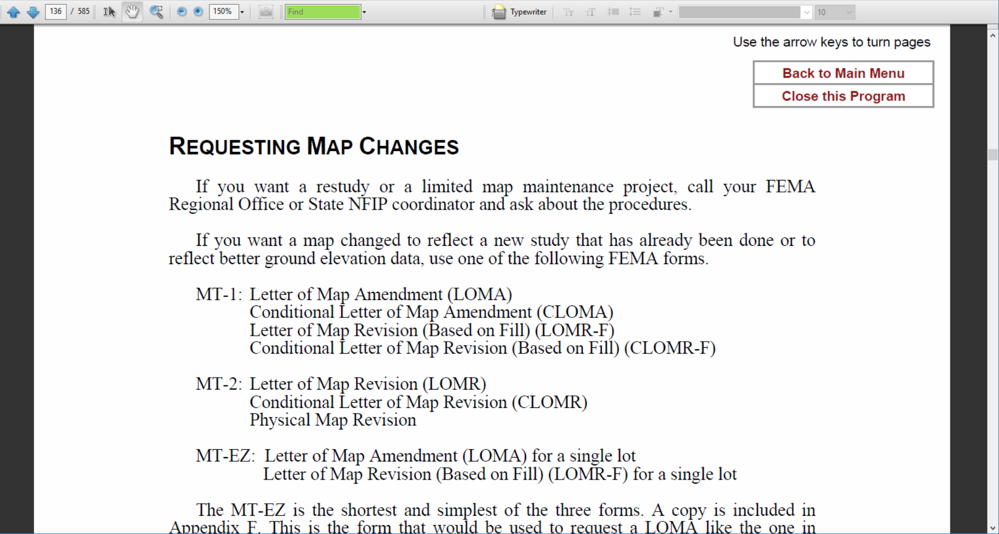 136 / 585 150% Find Typewriter 10
Use the arrow keys to turn pages
Back to Main Menu
Close this Program
REQUESTING MAP CHANGES
If you want a restudy or a limited map maintenance project, call your FEMA
Regional Office or State NFIP coordinator and ask about the procedures.
If you want a map changed to reflect a new study that has already been done or to
reflect better ground elevation data, use one of the following FEMA forms.
MT-1: Letter of Map Amendment (LOMA)
Conditional Letter of Map Amendment (CLOMA)
Letter of Map Revision (Based on Fill) (LOMR-F)
Conditional Letter of Map Revision (Based on Fill) (CLOMR-F)
MT-2: Letter of Map Revision (LOMR)
Conditional Letter of Map Revision (CLOMR)
Physical Map Revision
MT-EZ: Letter of Map Amendment (LOMA) for a single lot
Letter of Map Revision (Based on Fill) (LOMR-F) for a single lot
The MT-EZ is the shortest and simplest of the three forms. A copy is included in
Appendix F. This is the form that would be used to request a LOMA like the one in